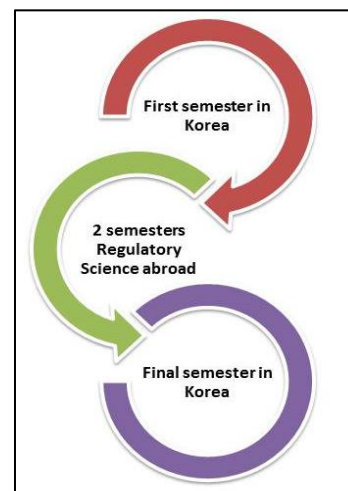 First semester in
Korea
2 semesters
Regulatory
Science abroad
Final semester in
Korea